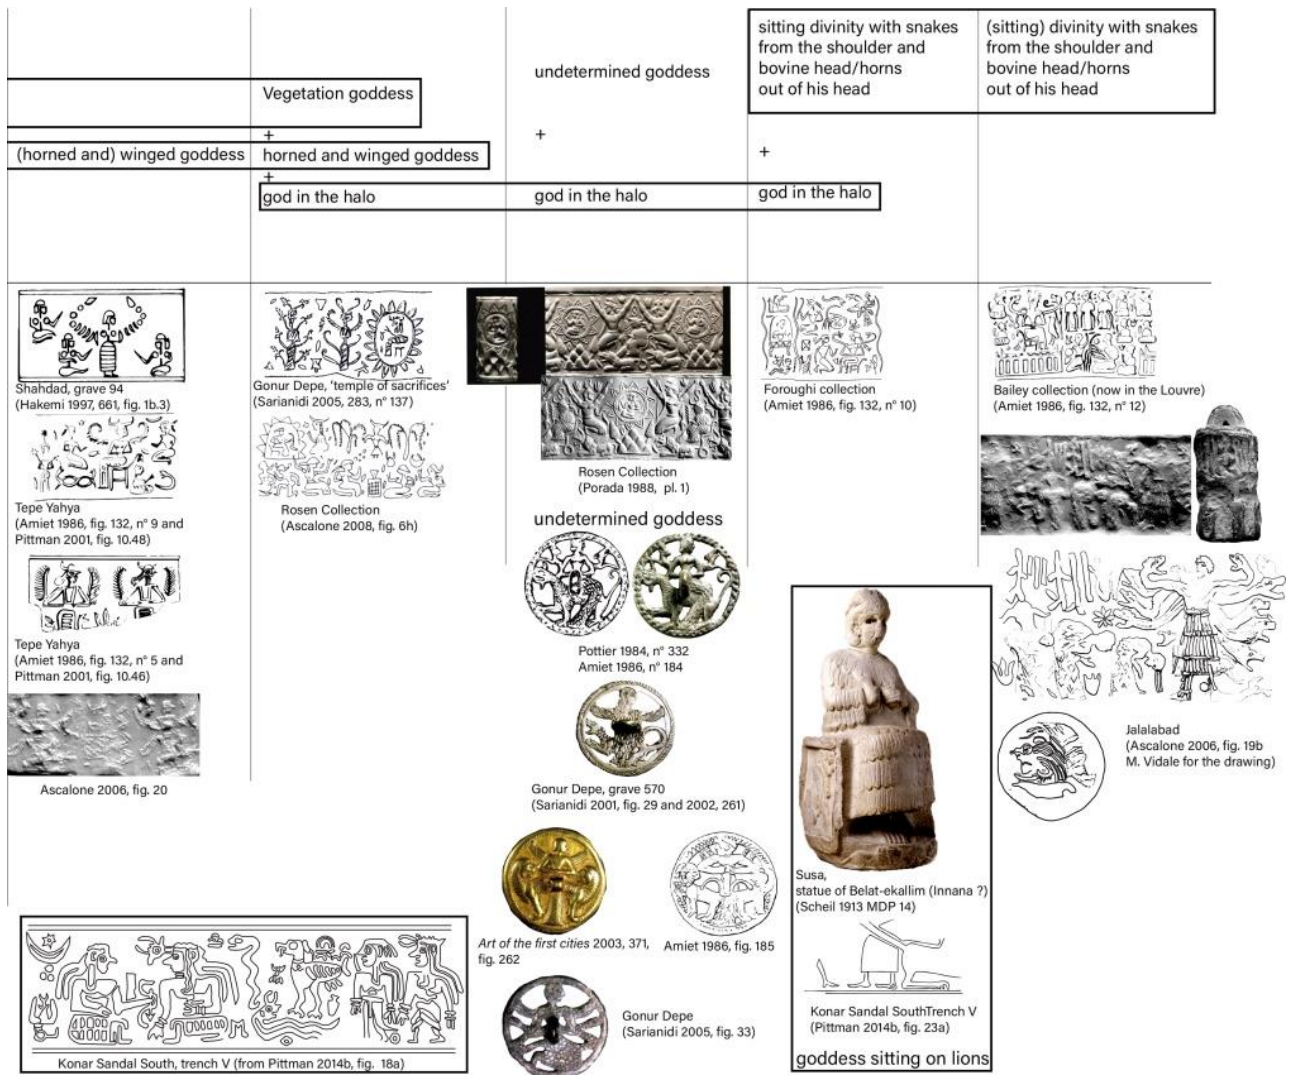 (horned and) winged goddess
Vegetation goddess
+
horned and winged goddess
+
god in the halo
undetermined goddess
+
god in the halo
sitting divinity with snakes
from the shoulder and
bovine head/horns
out of his head
+
god in the halo
(sitting) divinity with snakes
from the shoulder and
bovine head/horns
out of his head
Shahdad, grave 94
(Hakemi 1997, 661, fig. 1b.3)
Tepe Yahya
(Amiet 1986, fig. 132, n° 9 and
Pittman 2001, fig. 10.48)
Tepe Yahya
(Amiet 1986, fig. 132, n° 5 and
Pittman 2001, fig. 10.46)
Ascalone 2006, fig. 20
Gonur Depe, ‘temple of sacrifices’
(Sarianidi 2005, 283, n° 137)
Rosen Collection
(Ascalone 2008, fig. 6h)
Rosen Collection
(Porada 1988, pl. 1)
undetermined goddess
Pottier 1984, n° 332
Amiet 1986, n° 184
Gonur Depe, grave 570
(Sarianidi 2001, fig. 29 and 2002, 261)
Art of the first cities 2003, 371,
fig. 262
Amiet 1986, fig. 185
Gonur Depe
(Sarianidi 2005, fig. 33)
Foroughi collection
(Amiet 1986, fig. 132, n° 10)
Susa,
statue of Belat-ekallim (Innana ?)
(Scheil 1913 MDP 14)
Konar Sandal SouthTrench V
(Pittman 2014b, fig. 23a)
goddess sitting on lions
Bailey collection (now in the Louvre)
(Amiet 1986, fig. 132, n° 12)
Jalalabad
(Ascalone 2006, fig. 19b
M. Vidale for the drawing)
Konar Sandal South, trench V (from Pittman 2014b, fig. 18a)